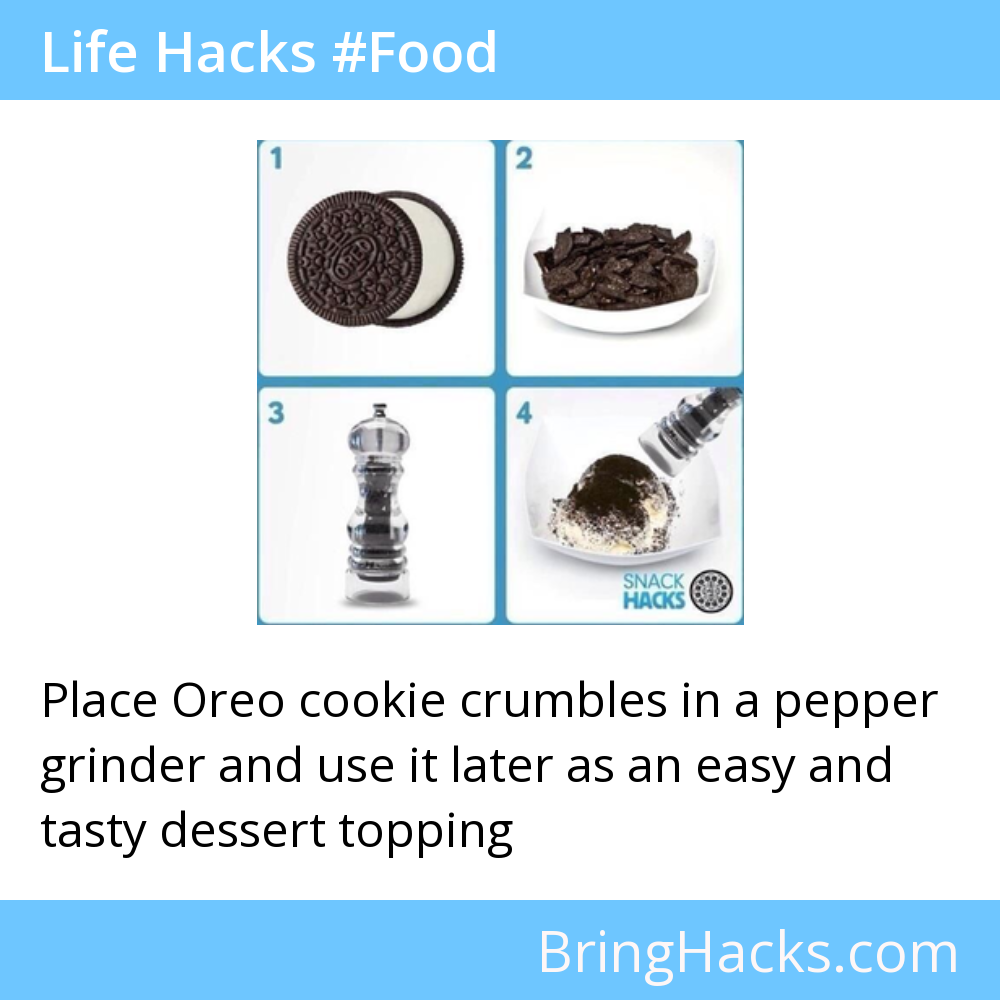 Life Hacks #Food
1
2
OREO
3
4
SNACK
HACKS
Place Oreo cookie crumbles in a pepper
grinder and use it later as an easy and
tasty dessert topping
BringHacks.com